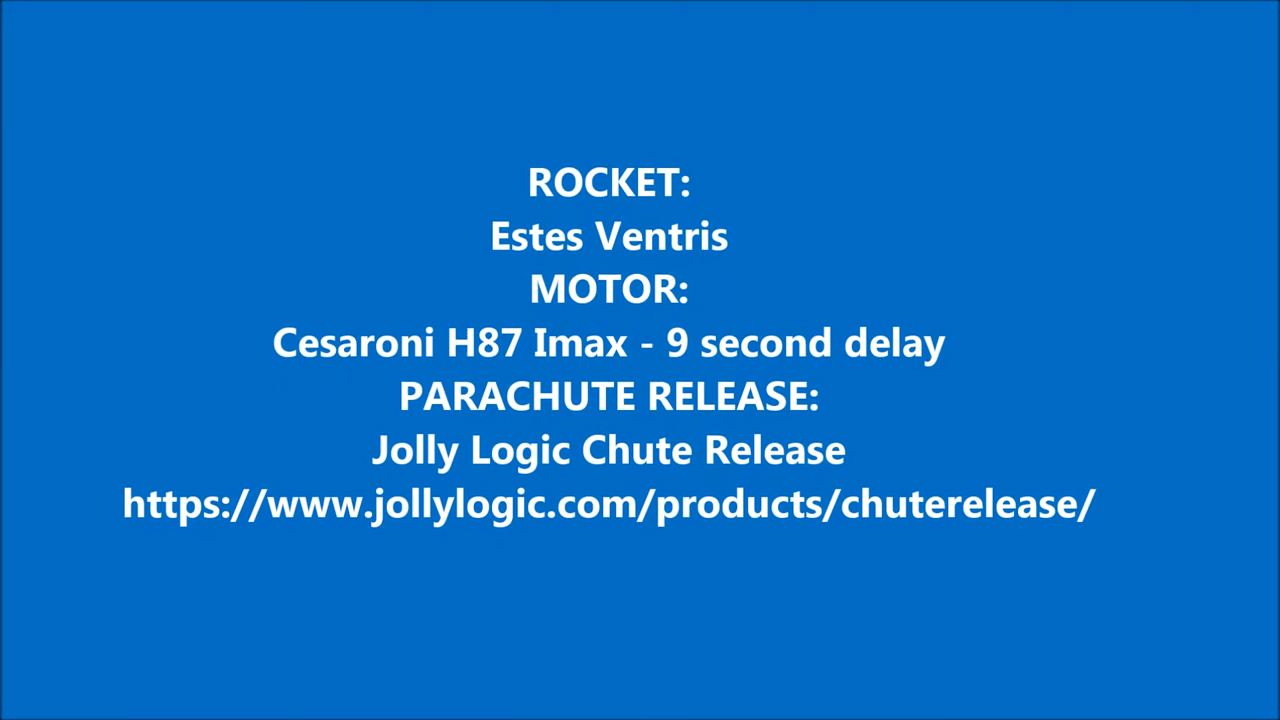 ROCKET:
Estes Ventris
MOTOR:
Cesaroni H87 Imax - 9 second delay
PARACHUTE RELEASE:
Jolly Logic Chute Release
https://www.jollylogic.com/products/chuterelease/